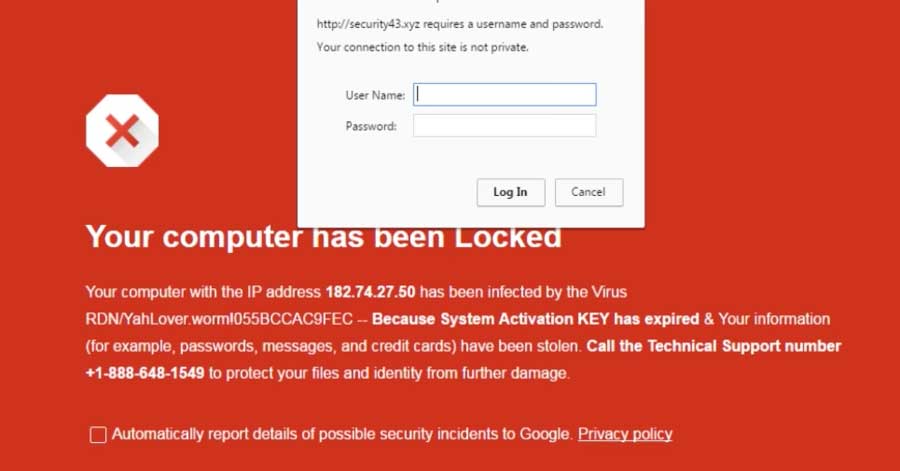 http://security43.xyz requires a username and password.
Your connection to this site is not private.
User Name:
Password:
Log In
Cancel
Your computer has been Locked
Your computer with the IP address 182.74.27.50 has been infected by the Virus
RDN/YahLover.worm!055BCCAC9FEC -- Because System Activation KEY has expired & Your information
(for example, passwords, messages, and credit cards) have been stolen. Call the Technical Support number
+1-888-648-1549 to protect your files and identity from further damage.
Automatically report details of possible security incidents to Google. Privacy policy